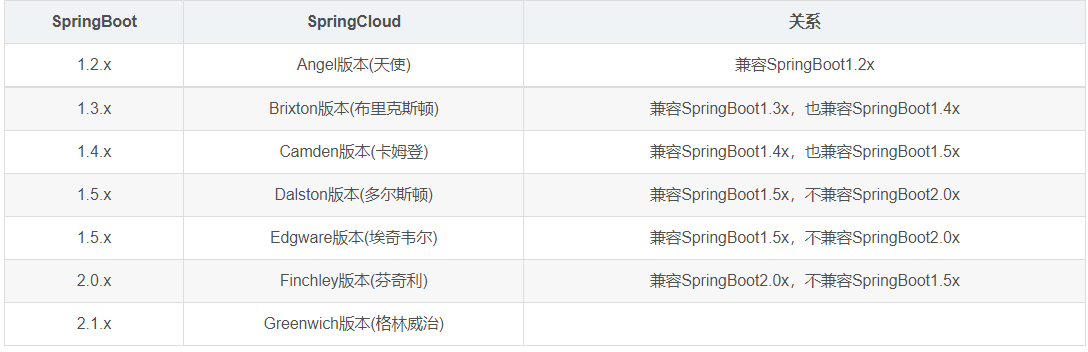 SpringBoot SpringCloud 关系
1.2.x Angel版本(天使) 兼容SpringBoot1.2x
1.3.x Brixton版本(布里克斯顿) 兼容SpringBoot1.3x，也兼容SpringBoot1.4x
1.4.x Camden版本(卡姆登) 兼容SpringBoot1.4x，也兼容SpringBoot1.5x
1.5.x Dalston版本(多尔斯顿) 兼容SpringBoot1.5x，不兼容SpringBoot2.0x
1.5.x Edgware版本(埃奇韦尔) 兼容SpringBoot1.5x，不兼容SpringBoot2.0x
2.0.x Finchley版本(芬奇利) 兼容SpringBoot2.0x，不兼容SpringBoot1.5x
2.1.x Greenwich版本(格林威治)